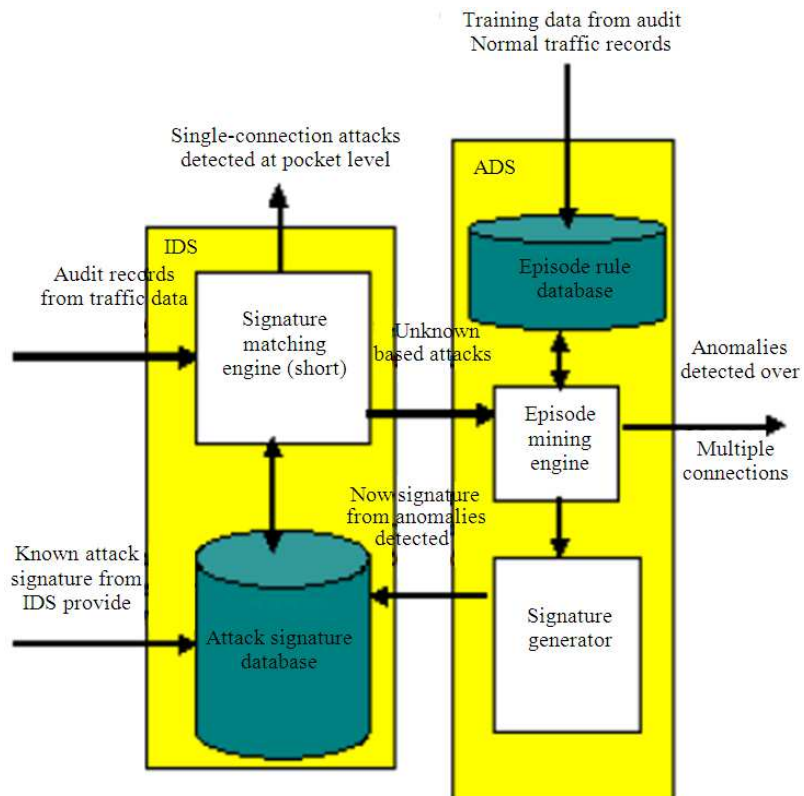 Training data from audit
Normal traffic records
Single-connection attacks
detected at pocket level
ADS
IDS
Episode rule
database
Audit records
from traffic data
Signature
matching
engine (short)
Unknown
based attacks
Anomalies
detected over
Episode
mining
engine
Multiple
connections
Now signature
from anomalies
detected
Known attack
signature from
IDS provide
Attack signature
database
Signature
generator